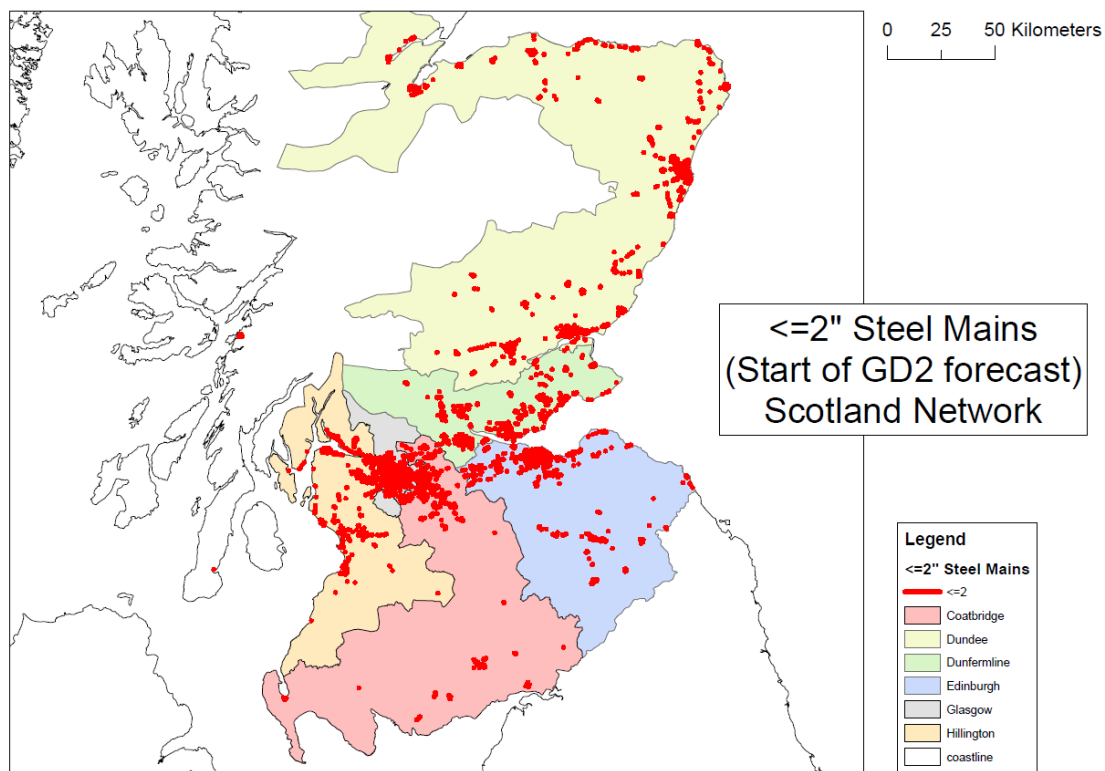 0 25 50 Kilometers
<=2" Steel Mains
(Start of GD2 forecast)
Scotland Network
Legend
<=2" Steel Mains
<=2
Coatbridge
Dundee
Dunfermline
Edinburgh
Glasgow
Hillington
coastline